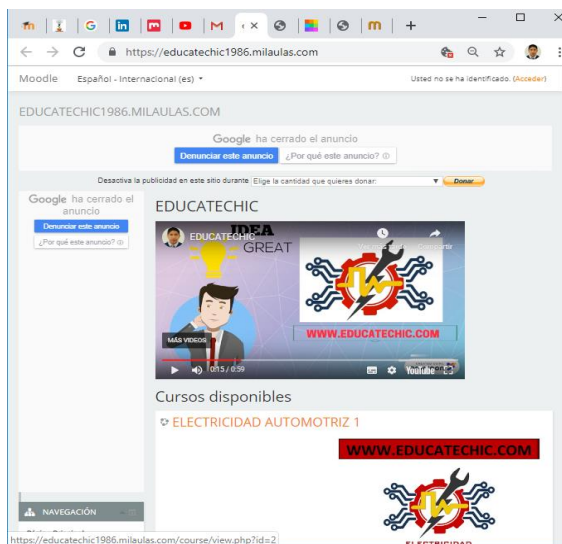 https://educatechic1986.milaulas.com
Moodle Español - Internacional (es)
Usted no se ha identificado. (Acceder)
EDUCATECHIC1986.MILAULAS.COM
Google ha cerrado el anuncio
Denunciar este anuncio ¿Por qué este anuncio?
Desactiva la publicidad en este sitio durante Elige la cantidad que quieres donar: Donar
Google ha cerrado el anuncio
Denunciar este anuncio
¿Por qué este anuncio?
EDUCATECHIC
EDUCATECHIC
IDEA
GREAT
WWW.EDUCATECHIC.COM
MÁS VIDEOS
0:15 / 0:59
YouTube
Cursos disponibles
ELECTRICIDAD AUTOMOTRIZ 1
WWW.EDUCATECHIC.COM
NAVEGACIÓN
ELECTRICIDAD
https://educatechic1986.milaulas.com/course/view.php?id=2